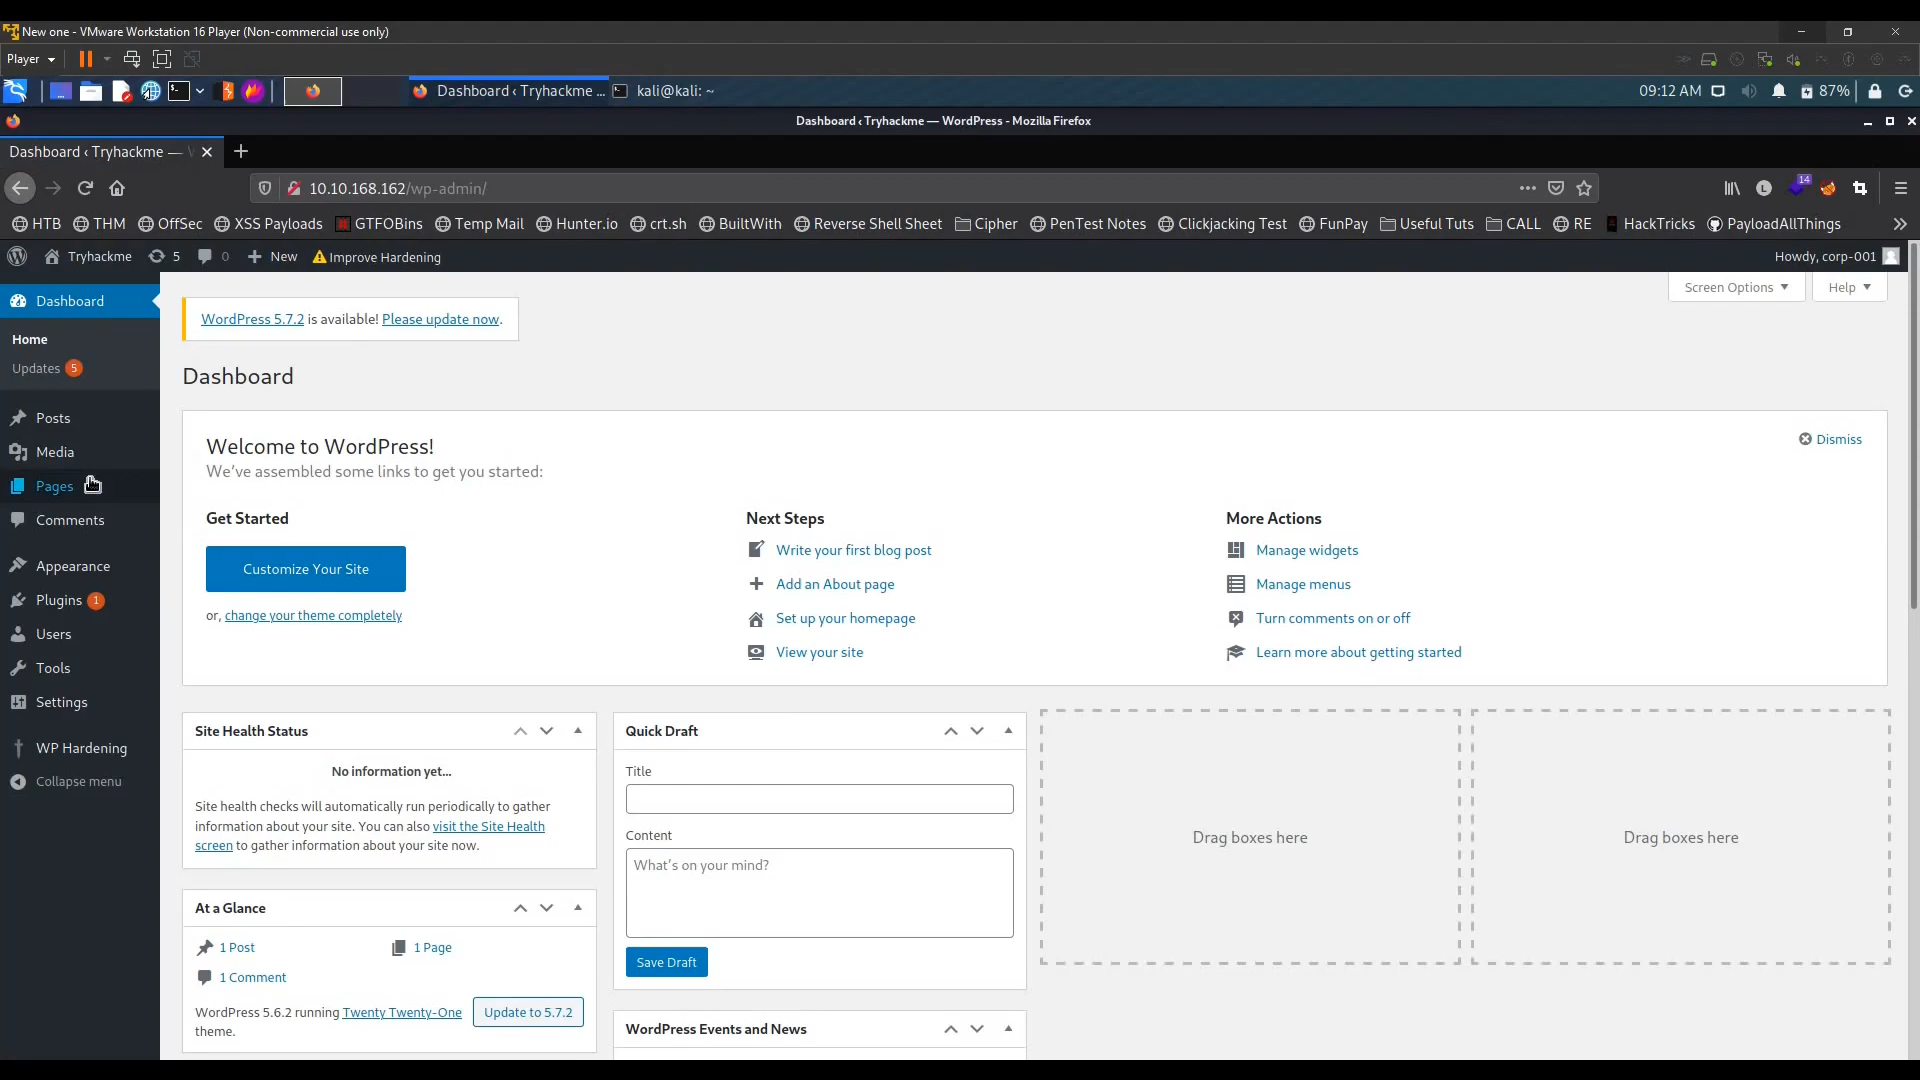 New one - VMware Workstation 16 Player (Non-commercial use only)
Player
Dashboard ‹ Tryhackme ...
kali@kali: ~
09:12 AM
87%
Dashboard ‹ Tryhackme — WordPress - Mozilla Firefox
Dashboard ‹ Tryhackme —
10.10.168.162/wp-admin/
14
HTB
THM
OffSec
XSS Payloads
GTFOBins
Temp Mail
Hunter.io
crt.sh
BuiltWith
Reverse Shell Sheet
Cipher
PenTest Notes
Clickjacking Test
FunPay
Useful Tuts
CALL
RE
HackTricks
PayloadAllThings
Tryhackme
5
0
New
Improve Hardening
Howdy, corp-001
Dashboard
Home
Updates 5
Posts
Media
Pages
Comments
Appearance
Plugins 1
Users
Tools
Settings
WP Hardening
Collapse menu
Screen Options
Help
WordPress 5.7.2 is available! Please update now.
Dashboard
Welcome to WordPress!
We've assembled some links to get you started:
Dismiss
Get Started
Customize Your Site
or, change your theme completely
Next Steps
Write your first blog post
Add an About page
Set up your homepage
View your site
More Actions
Manage widgets
Manage menus
Turn comments on or off
Learn more about getting started
Site Health Status
No information yet...
Site health checks will automatically run periodically to gather
information about your site. You can also visit the Site Health
screen to gather information about your site now.
At a Glance
1 Post
1 Page
1 Comment
WordPress 5.6.2 running Twenty Twenty-One
theme.
Update to 5.7.2
Quick Draft
Title
Content
What's on your mind?
Save Draft
WordPress Events and News
Drag boxes here
Drag boxes here